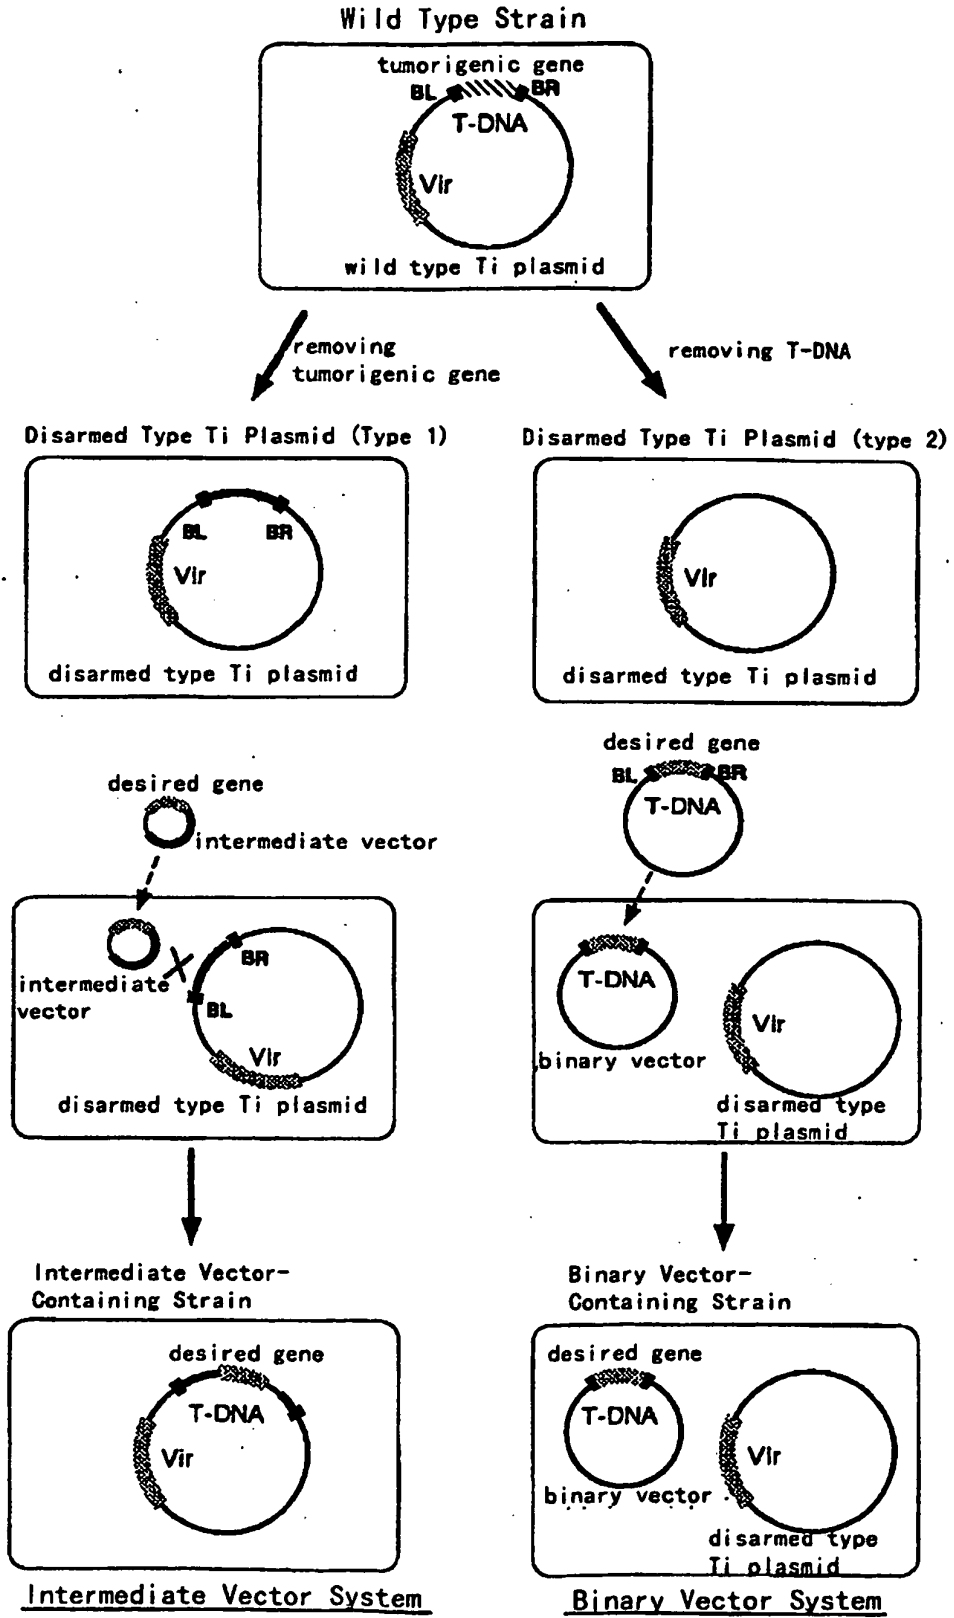 Wild Type Strain
tumorigenic gene
BL
BR
T-DNA
Vir
wild type Ti plasmid
removing
tumorigenic gene
removing T-DNA
Disarmed Type Ti Plasmid (Type 1)
BL
BR
Vir
disarmed type Ti plasmid
Disarmed Type Ti Plasmid (type 2)
Vir
disarmed type Ti plasmid
desired gene
intermediate vector
intermediate
vector
BR
BL
Vir
disarmed type Ti plasmid
desired gene
BL
BR
T-DNA
T-DNA
binary vector
Vir
disarmed type
Ti plasmid
Intermediate Vector-
Containing Strain
desired gene
T-DNA
Vir
Intermediate Vector System
Binary Vector-
Containing Strain
desired gene
T-DNA
binary vector
Vir
disarmed type
Ti plasmid
Binary Vector System